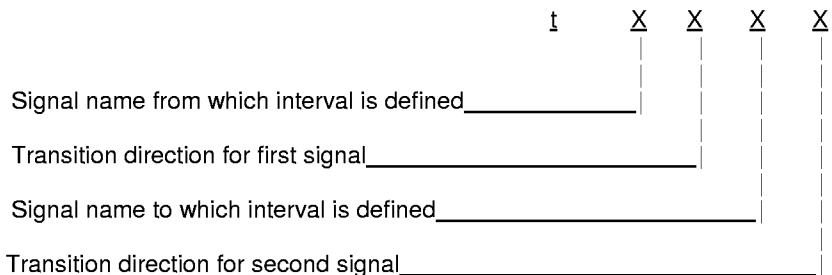 t X X X X
Signal name from which interval is defined
Transition direction for first signal
Signal name to which interval is defined
Transition direction for second signal